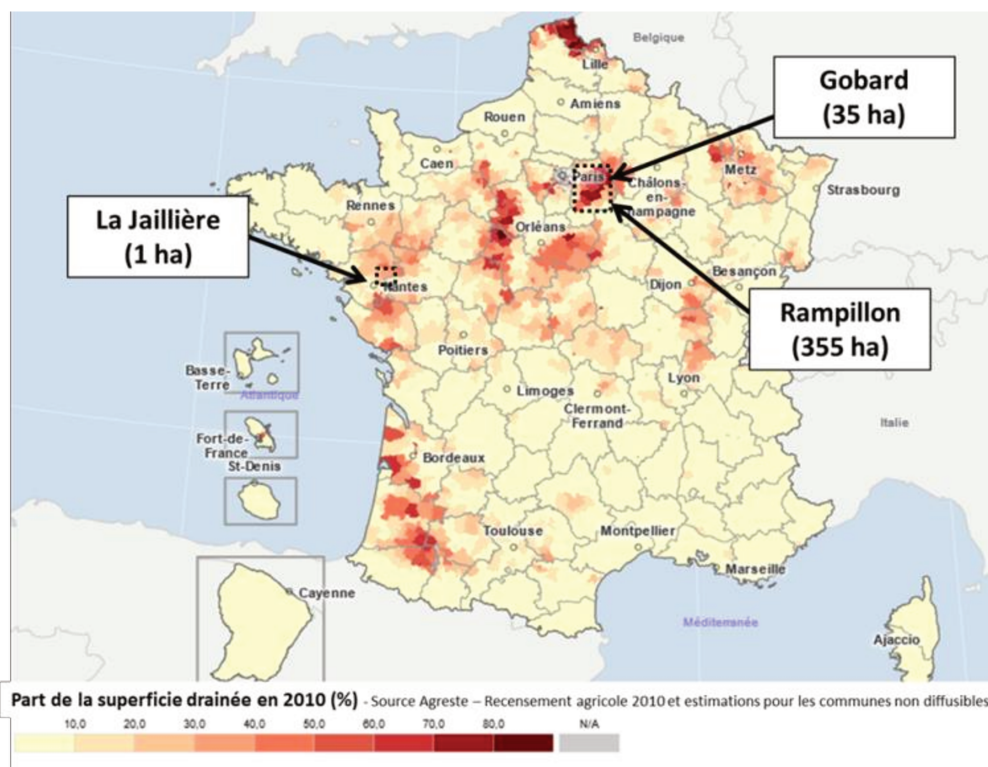 Belgique
Lille
Gobard
(35 ha)
Amiens
Rouen
Caen
Paris
Metz
Châlons-
en-
Champagne
Strasbourg
La Jaillière
(1 ha)
Rennes
Orléans
Nantes
Dijon
Besançon
Rampillon
(355 ha)
Poitiers
Basse-
Terre
Atlantique
Limoges
Lyon
Clermont-
Ferrand
Italie
Fort-de-
France
St-Denis
Bordeaux
Toulouse
Montpellier
Marseille
Cayenne
Méditerranée
Ajaccio
Part de la superficie drainée en 2010 (%) - Source Agreste – Recensement agricole 2010 et estimations pour les communes non diffusibles
10,0 20,0 30,0 40,0 50,0 60,0 70,0 80,0 N/A